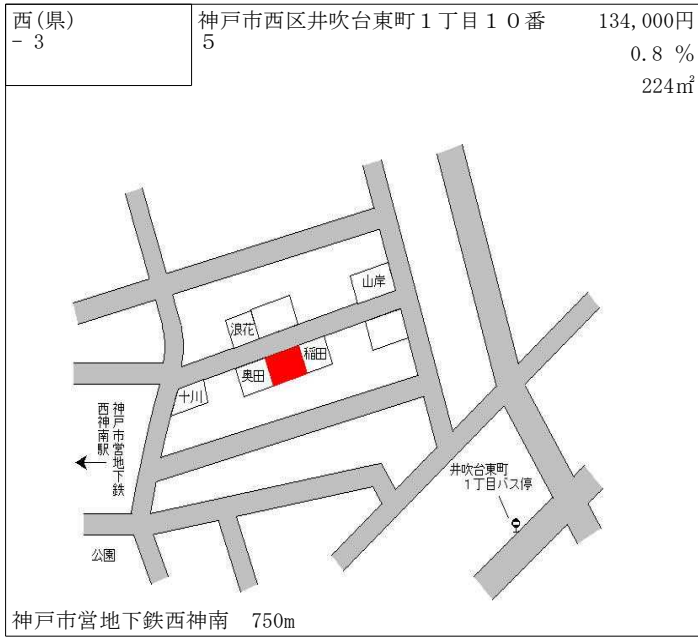 西(県)
- 3
神戸市西区井吹台東町１丁目１０番
５
134,000円
0.8 %
224㎡
山岸
浪花
稲田
奥田
十川
神戸市営地下鉄
西神南駅
井吹台東町
１丁目バス停
公園
神戸市営地下鉄西神南　750m